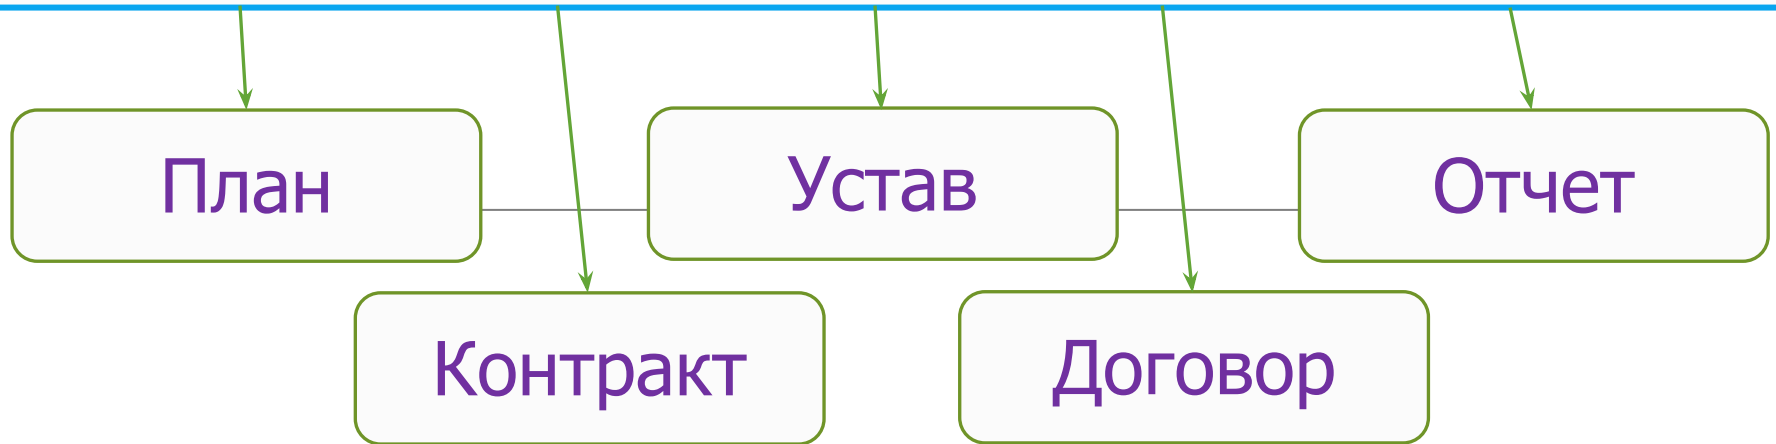 План
Устав
Отчет
Контракт
Договор